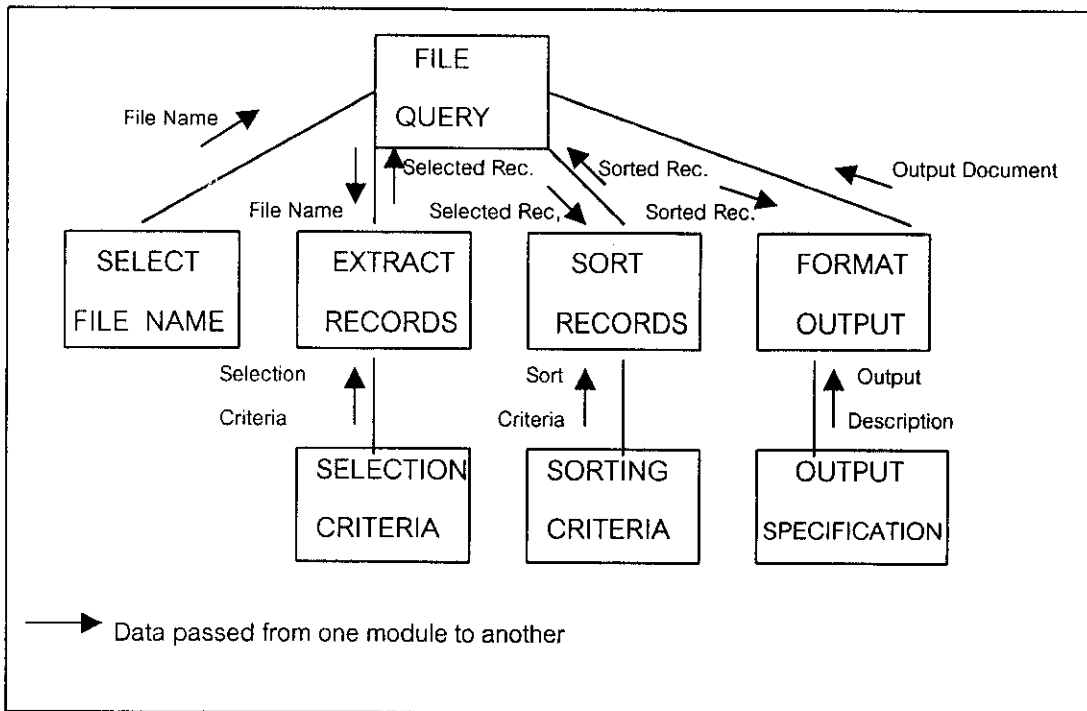 FILE
QUERY
File Name
Selected Rec.
Sorted Rec.
Output Document
File Name
Selected Rec,
Sorted Rec.
SELECT
FILE NAME
EXTRACT
RECORDS
SORT
RECORDS
FORMAT
OUTPUT
Selection
Criteria
Sort
Criteria
Output
Description
SELECTION
CRITERIA
SORTING
CRITERIA
OUTPUT
SPECIFICATION
Data passed from one module to another